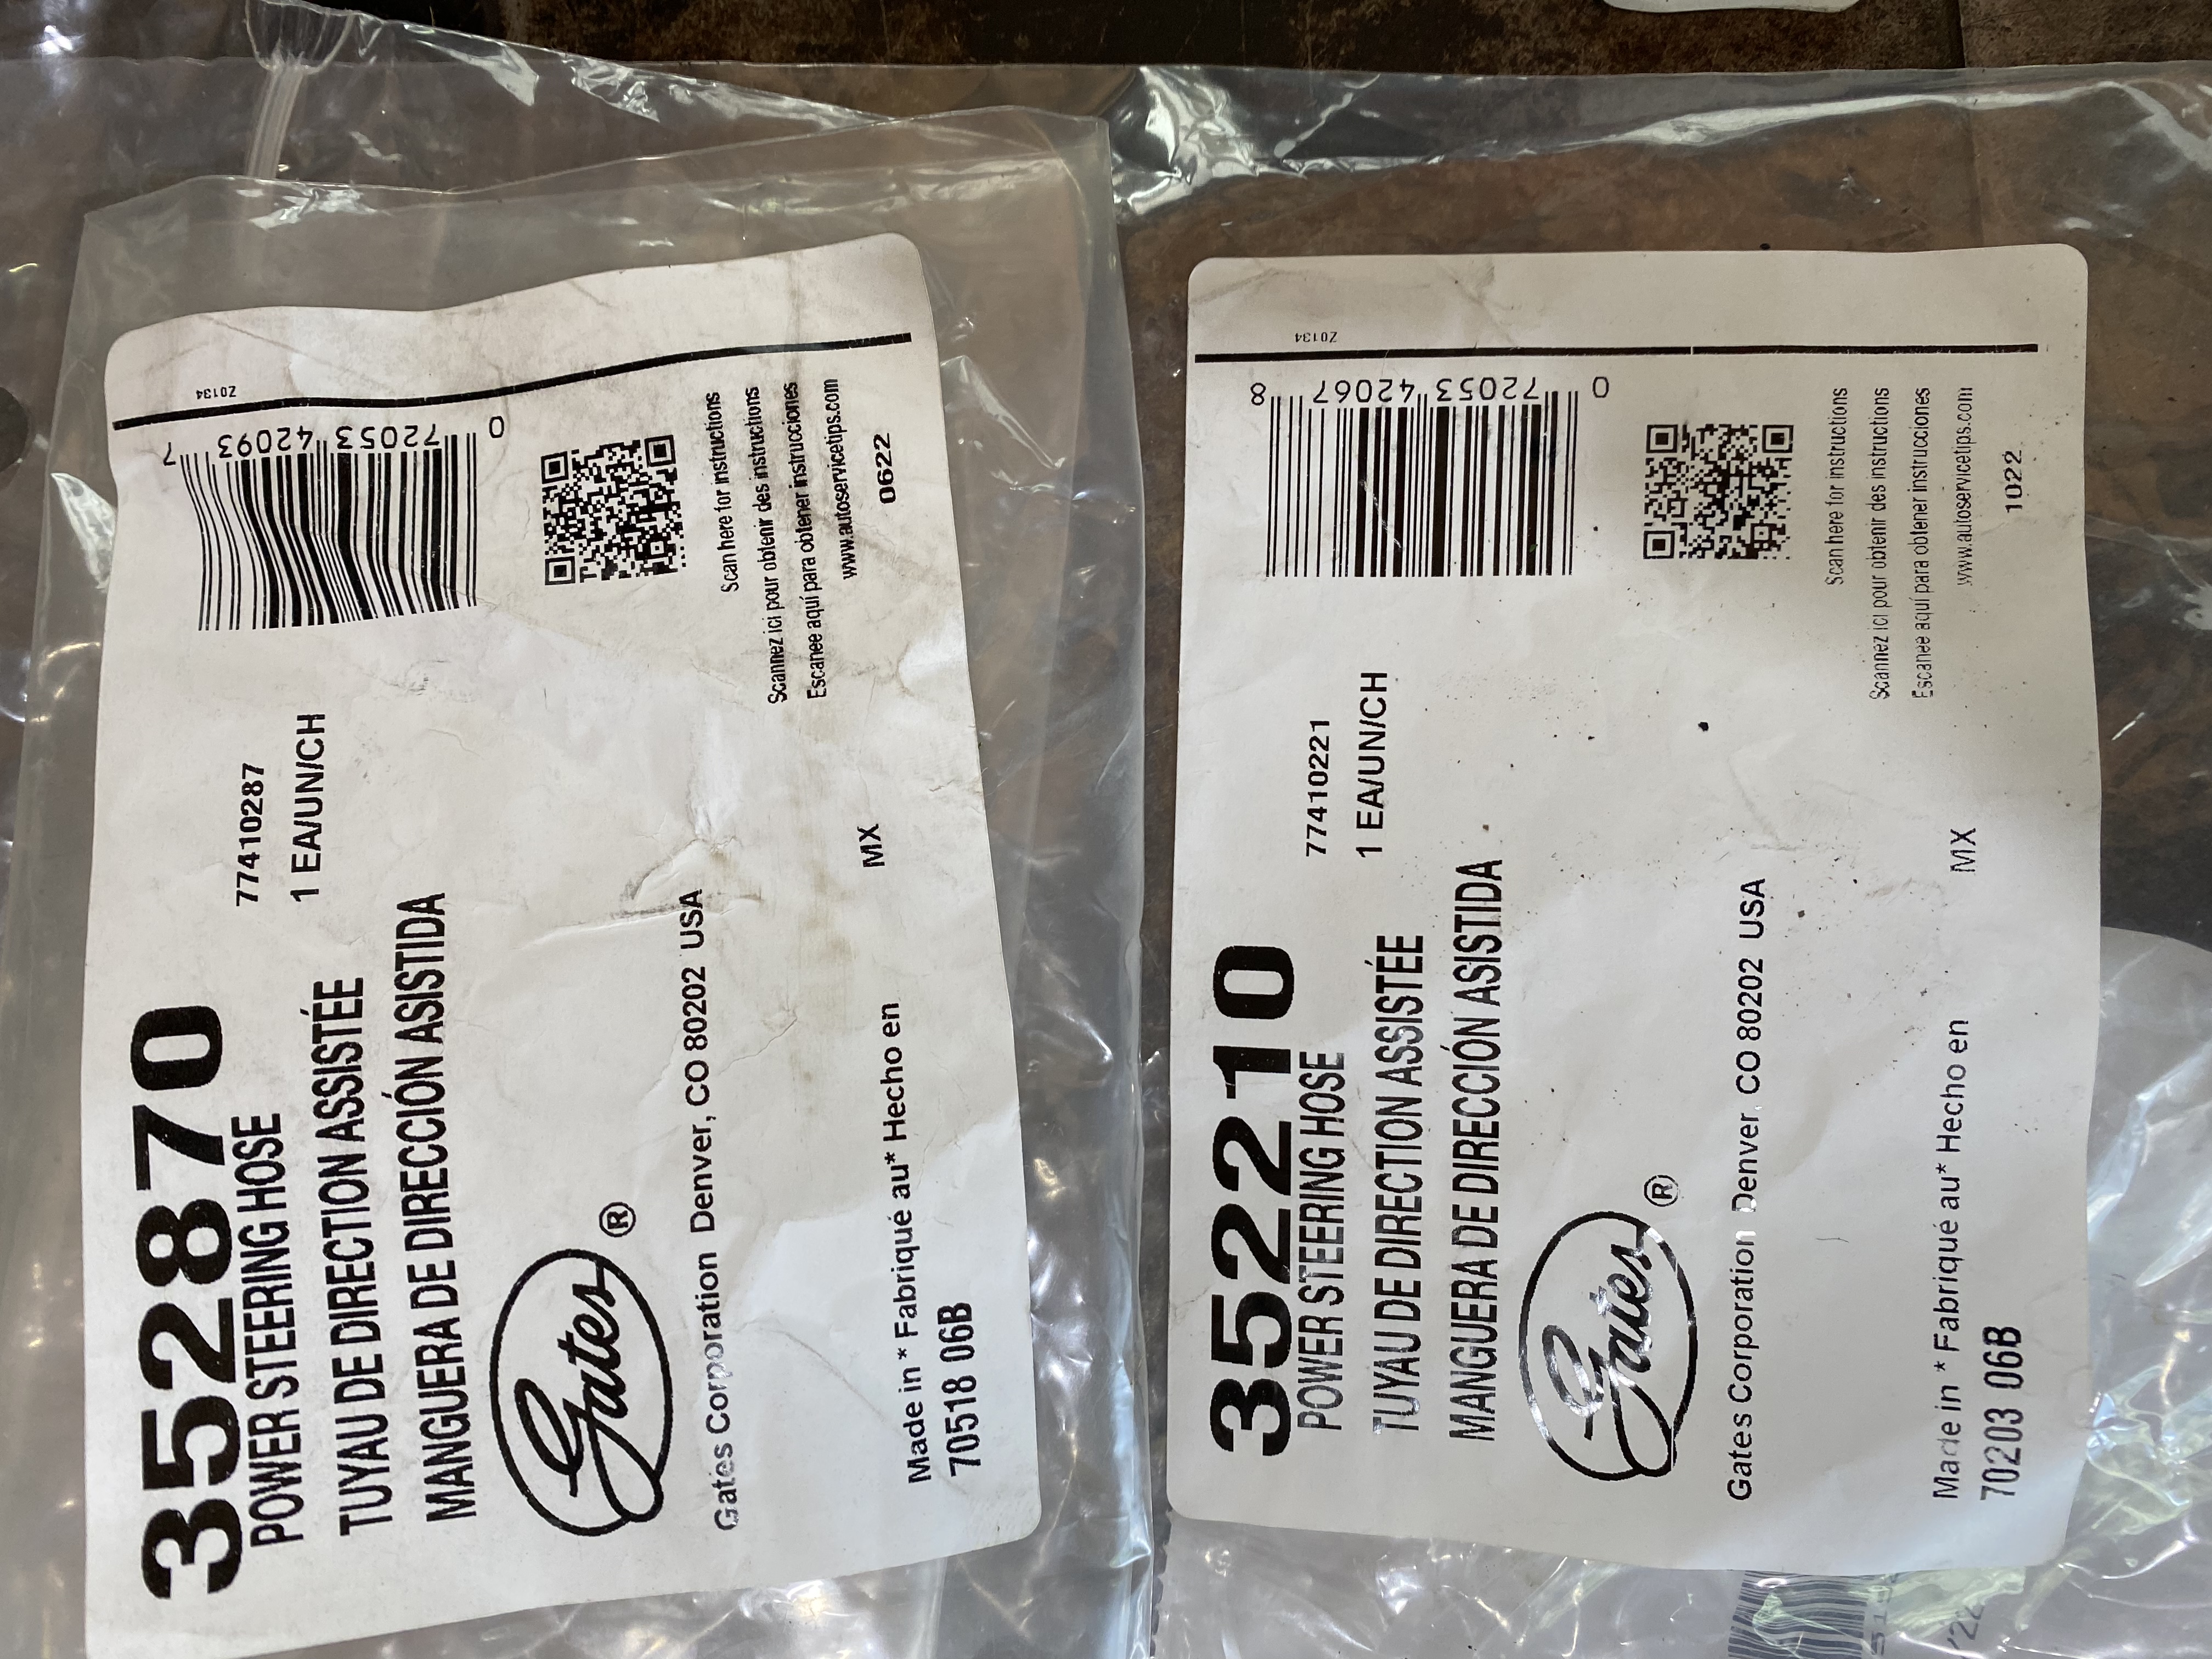 352870
77410287
POWER STEERING HOSE
1 EA/UN/CH
TUYAU DE DIRECTION ASSISTÉE
MANGUERA DE DIRECCIÓN ASISTIDA
Gates®
Gates Corporation Denver, CO 80202 USA
Made in * Fabriqué au* Hecho en
MX
70518 06B
Z0134
0 72053 42093 7
Scan here for instructions
Scannez ici pour obtenir des instructions
Escanee aquí para obtener instrucciones
www.autoservicetips.com
0622
352210
77410221
POWER STEERING HOSE
1 EA/UN/CH
TUYAU DE DIRECTION ASSISTÉE
MANGUERA DE DIRECCIÓN ASISTIDA
Gates®
Gates Corporation Denver, CO 80202 USA
Made in * Fabriqué au* Hecho en
MX
70203 06B
Z0134
0 72053 42067 8
Scan here for instructions
Scannez ici pour obtenir des instructions
Escanee aquí para obtener instrucciones
www.autoservicetips.com
1022